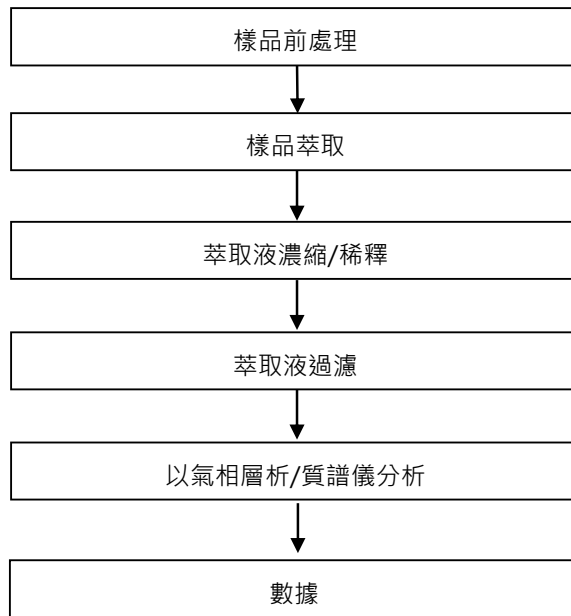 樣品前處理
樣品萃取
萃取液濃縮/稀釋
萃取液過濾
以氣相層析/質譜儀分析
數據